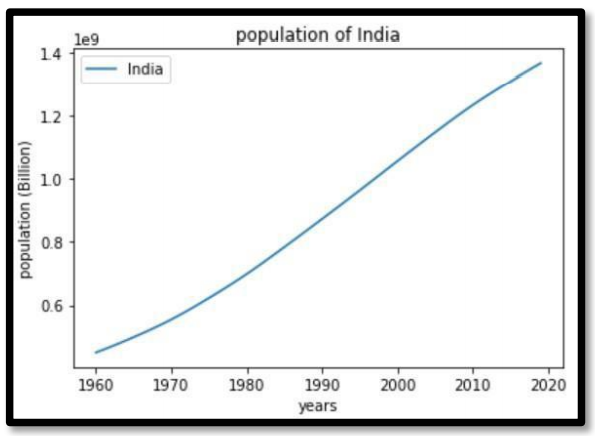 population of India
1e9
India
1.4
1.2
1.0
0.8
0.6
population (Billion)
1960 1970 1980 1990 2000 2010 2020
years